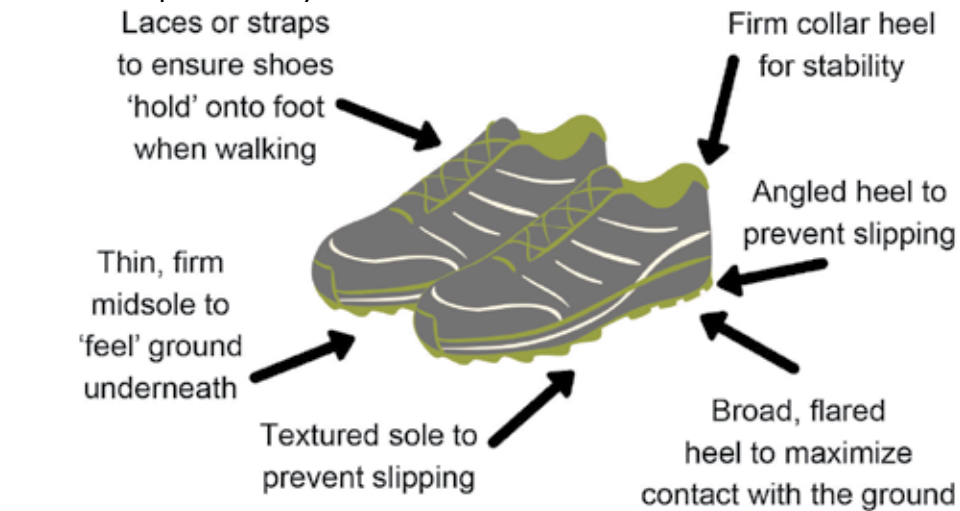 Laces or straps
to ensure shoes
‘hold’ onto foot
when walking
Firm collar heel
for stability
Angled heel to
prevent slipping
Thin, firm
midsole to
‘feel’ ground
underneath
Textured sole to
prevent slipping
Broad, flared
heel to maximize
contact with the ground